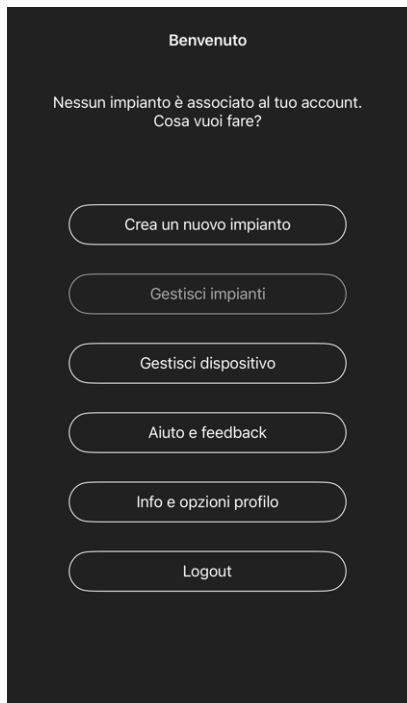 Benvenuto
Nessun impianto è associato al tuo account.
Cosa vuoi fare?
Crea un nuovo impianto
Gestisci impianti
Gestisci dispositivo
Aiuto e feedback
Info e opzioni profilo
Logout